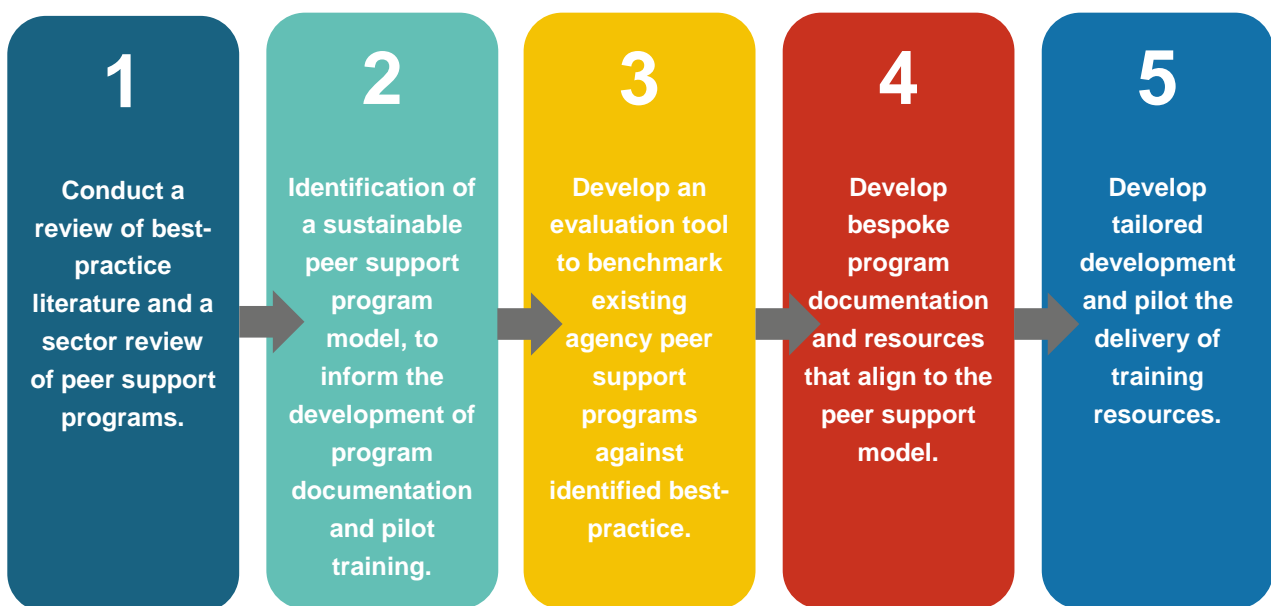 1
Conduct a
review of best-
practice
literature and a
sector review
of peer support
programs.
2
Identification of
a sustainable
peer support
program
model, to
inform the
development of
program
documentation
and pilot
training.
3
Develop an
evaluation tool
to benchmark
existing
agency peer
support
programs
against
identified best-
practice.
4
Develop
bespoke
program
documentation
and resources
that align to the
peer support
model.
5
Develop
tailored
development
and pilot the
delivery of
training
resources.